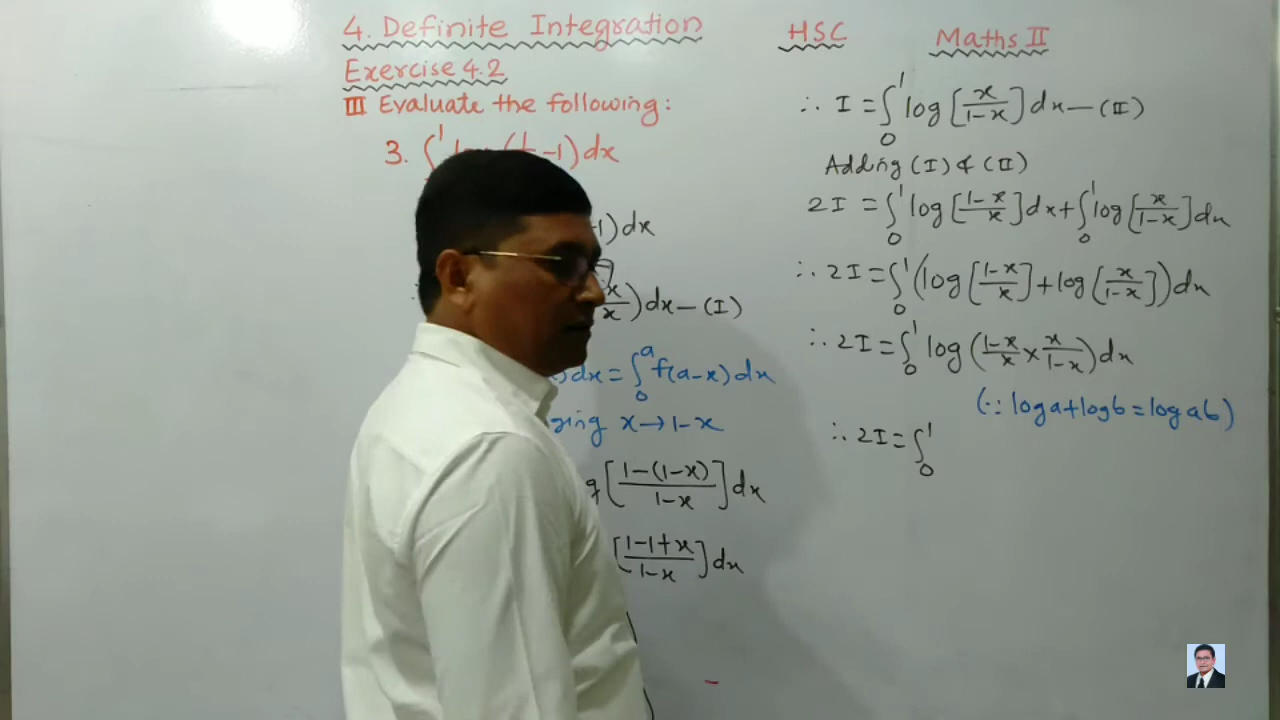 4. Definite Integration HSC Maths II
Exercise 4.2
III Evaluate the following:
3. ∫₀¹ (1/x -1) dx
-1) dx
x/x) dx — (I)
) dx = ∫₀ᵃ f(a-x) dx
ging x → 1-x
g [(1-(1-x))/(1-x)] dx
[(1-1+x)/(1-x)] dx
∴ I = ∫₀¹ log [x/(1-x)] dx — (II)
Adding (I) & (II)
2I = ∫₀¹ log [(1-x)/x] dx + ∫₀¹ log [x/(1-x)] dx
∴ 2I = ∫₀¹ (log [(1-x)/x] + log [x/(1-x)]) dx
∴ 2I = ∫₀¹ log ((1-x)/x × x/(1-x)) dx
(∵ log a + log b = log ab)
∴ 2I = ∫₀¹